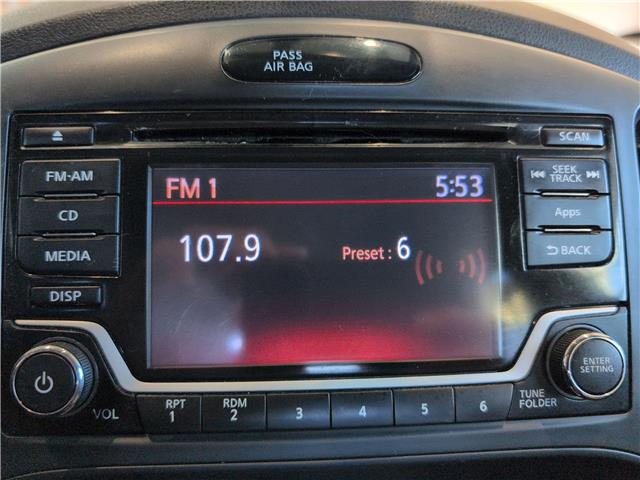 PASS
AIR BAG
SCAN
FM-AM
CD
MEDIA
DISP
FM 1
5:53
107.9
Preset : 6
SEEK
TRACK
Apps
BACK
VOL
RPT
1
RDM
2
3
4
5
6
TUNE
FOLDER
ENTER
SETTING